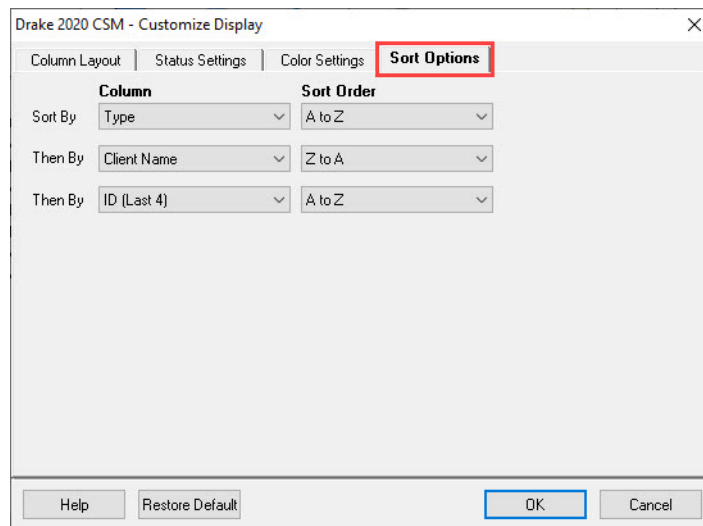 Drake 2020 CSM - Customize Display
Column Layout Status Settings Color Settings Sort Options
Column Sort Order
Sort By Type A to Z
Then By Client Name Z to A
Then By ID (Last 4) A to Z
Help Restore Default OK Cancel